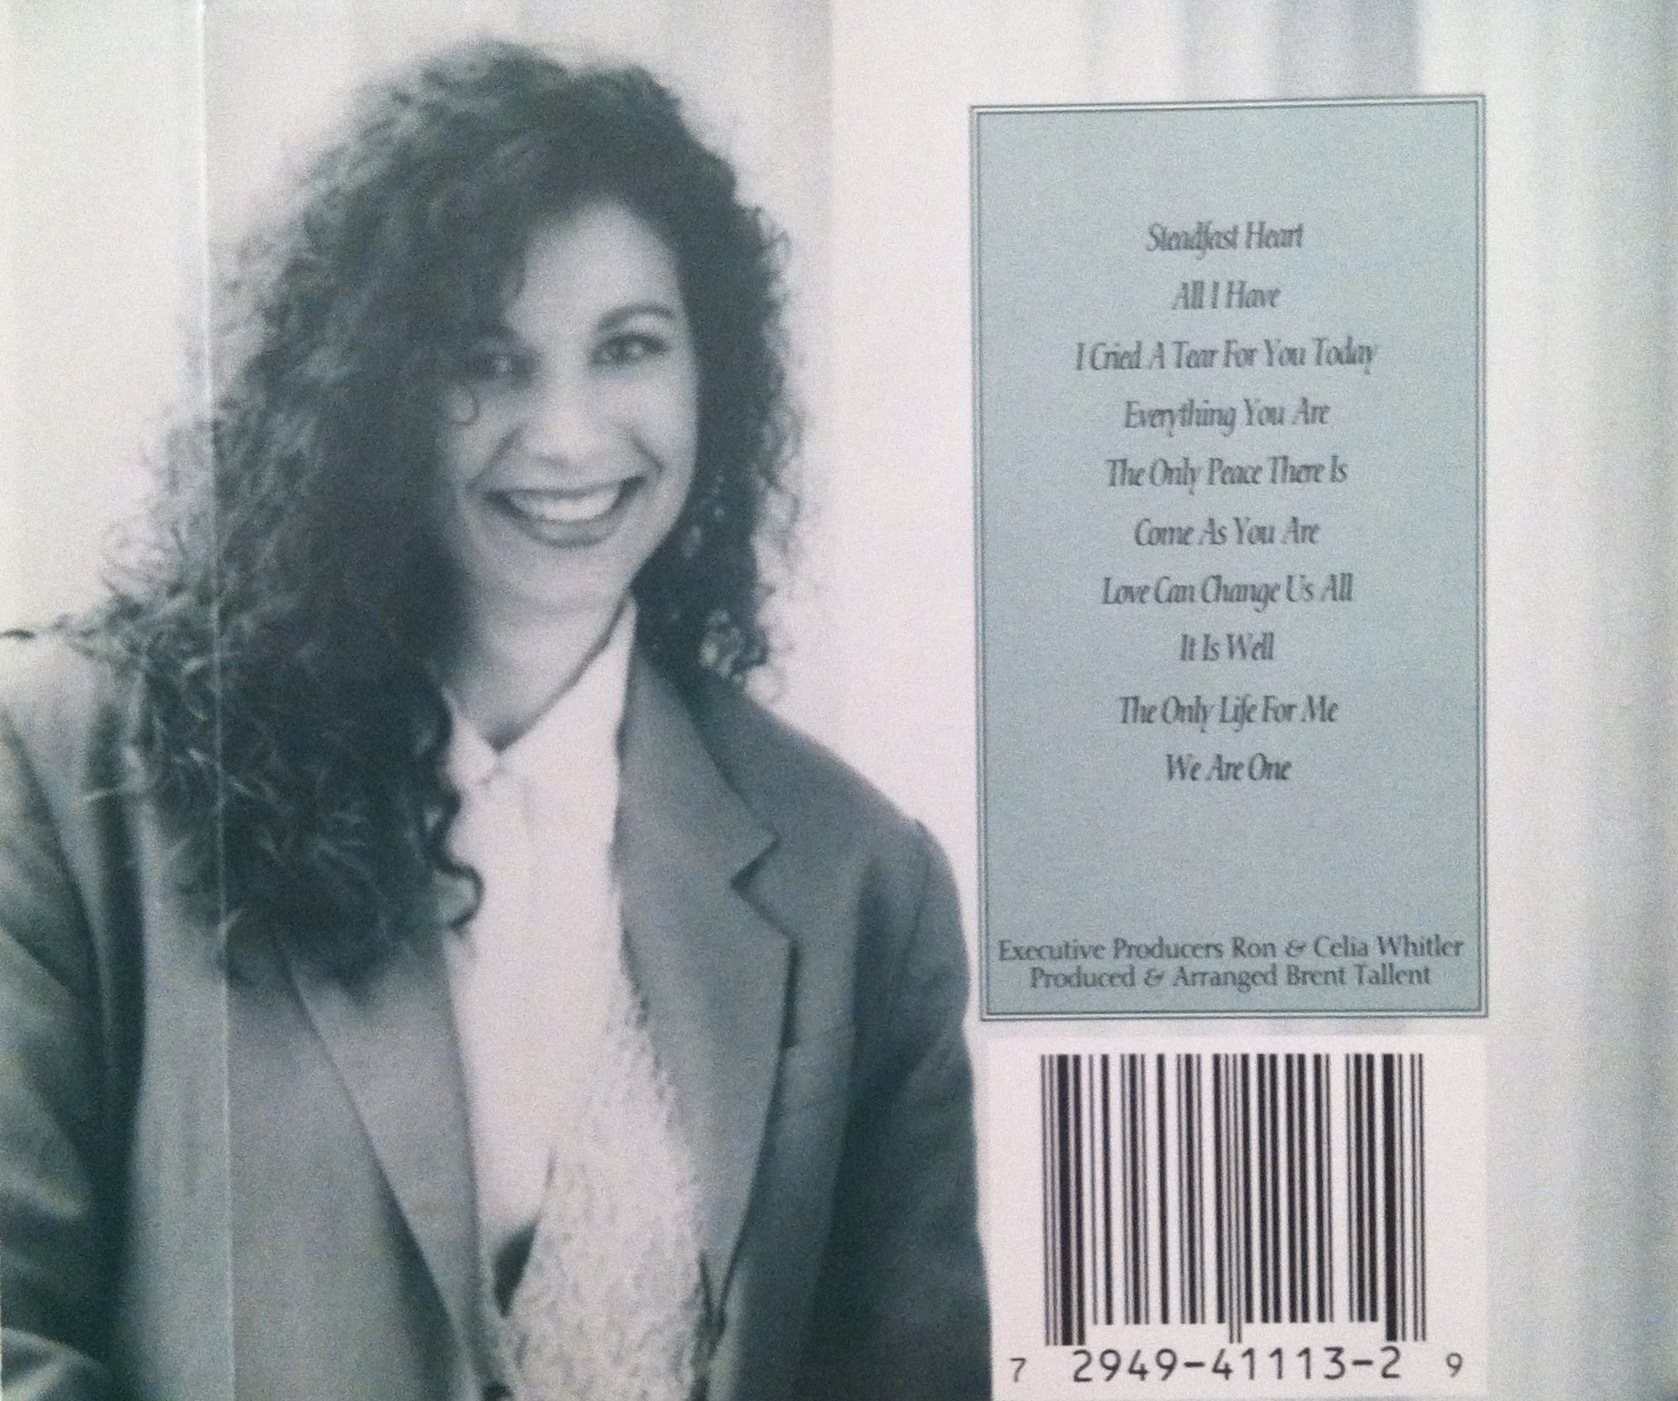 Steadfast Heart
All I Have
I Cried A Tear For You Today
Everything You Are
The Only Peace There Is
Come As You Are
Love Can Change Us All
It Is Well
The Only Life For Me
We Are One
Executive Producers Ron & Celia Whitler
Produced & Arranged Brent Tallent
7 2949-41113-2 9